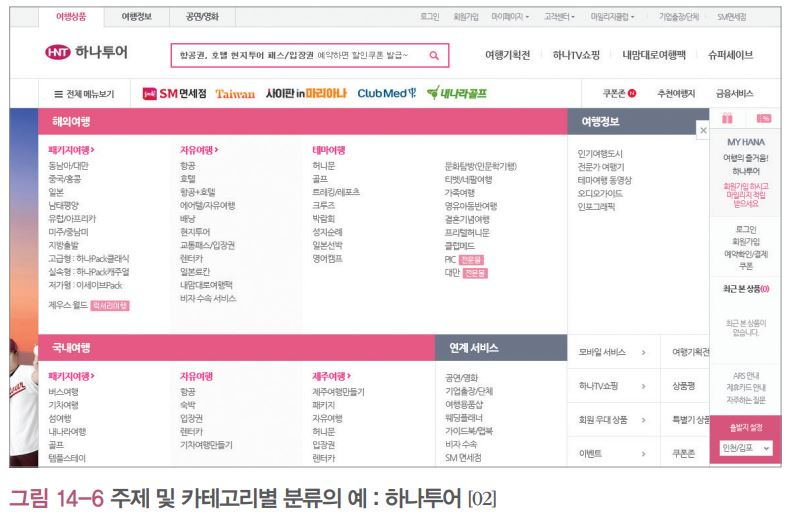 여행상품 여행정보 공연/영화 로그인 회원가입 마이페이지 고객센터 마일리지클럽 기업출장/단체 SM면세점
HNT 하나투어 항공권, 호텔 현지투어 패스/입장권 예약하면 할인쿠폰 발급~ 여행기획전 하나TV쇼핑 내맘대로여행팩 슈퍼세이브
전체 메뉴보기 SM면세점 Taiwan 사이판in마리아나 ClubMed 내나라골프 쿠폰존 N 추천여행지 금융서비스
해외여행
패키지여행>
동남아/대만
중국/홍콩
일본
남태평양
유럽/아프리카
미주/중남미
지방출발
고급형 : 하나Pack클래식
실속형 : 하나Pack캐주얼
저가형 : 이세이브Pack
제우스 월드 럭셔리여행
자유여행>
항공
호텔
항공+호텔
에어텔/자유여행
배낭
현지투어
교통패스/입장권
렌터카
일본료칸
내맘대로여행팩
비자 수속 서비스
테마여행
허니문
골프
트레킹/레포츠
크루즈
박람회
성지순례
일본선박
영어캠프
문화탐방(인문학기행)
티벳/네팔여행
가족여행
영유아동반여행
결혼기념여행
프리텔허니문
클럽메드
PIC 전문몰
대만 전문몰
여행정보
×
인기여행도시
전문가 여행기
테마여행 동영상
오디오가이드
인포그래픽
%
MY HANA
여행의 즐거움!
하나투어
회원가입 하시고
마일리지 적립
받으세요
로그인
회원가입
예약확인/결제
쿠폰
최근 본 상품(0)
최근 본 상품이
없습니다.
ARS 안내
제휴카드 안내
자주하는 질문
출발지 설정
인천/김포
국내여행
패키지여행>
버스여행
기차여행
섬여행
내나라여행
골프
템플스테이
자유여행
항공
숙박
입장권
렌터카
기차여행만들기
제주여행>
제주여행만들기
패키지
자유여행
허니문
입장권
렌터카
연계 서비스
공연/영화
기업출장/단체
여행용품샵
웨딩플래너
가이드북/맵북
비자 수속
SM 면세점
모바일 서비스 > 여행기획전
하나TV쇼핑 > 상품평
회원 우대 상품 > 특별기 상품
이벤트 > 쿠폰존
그림 14-6 주제 및 카테고리별 분류의 예 : 하나투어 [02]